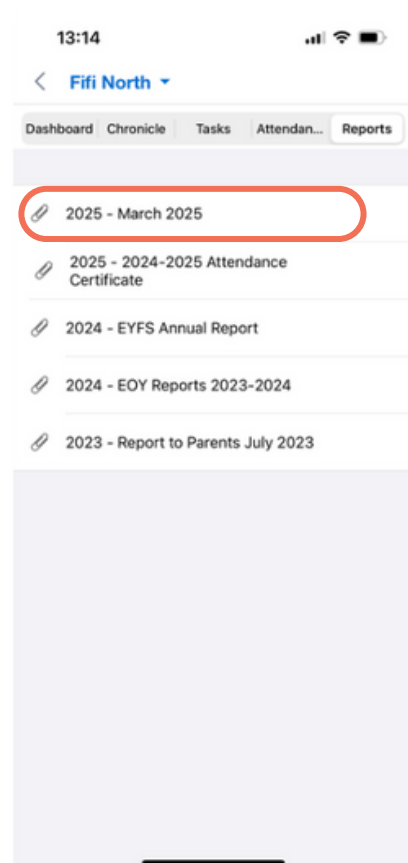 13:14
Fifi North
Dashboard Chronicle Tasks Attendan... Reports
2025 - March 2025
2025 - 2024-2025 Attendance
Certificate
2024 - EYFS Annual Report
2024 - EOY Reports 2023-2024
2023 - Report to Parents July 2023